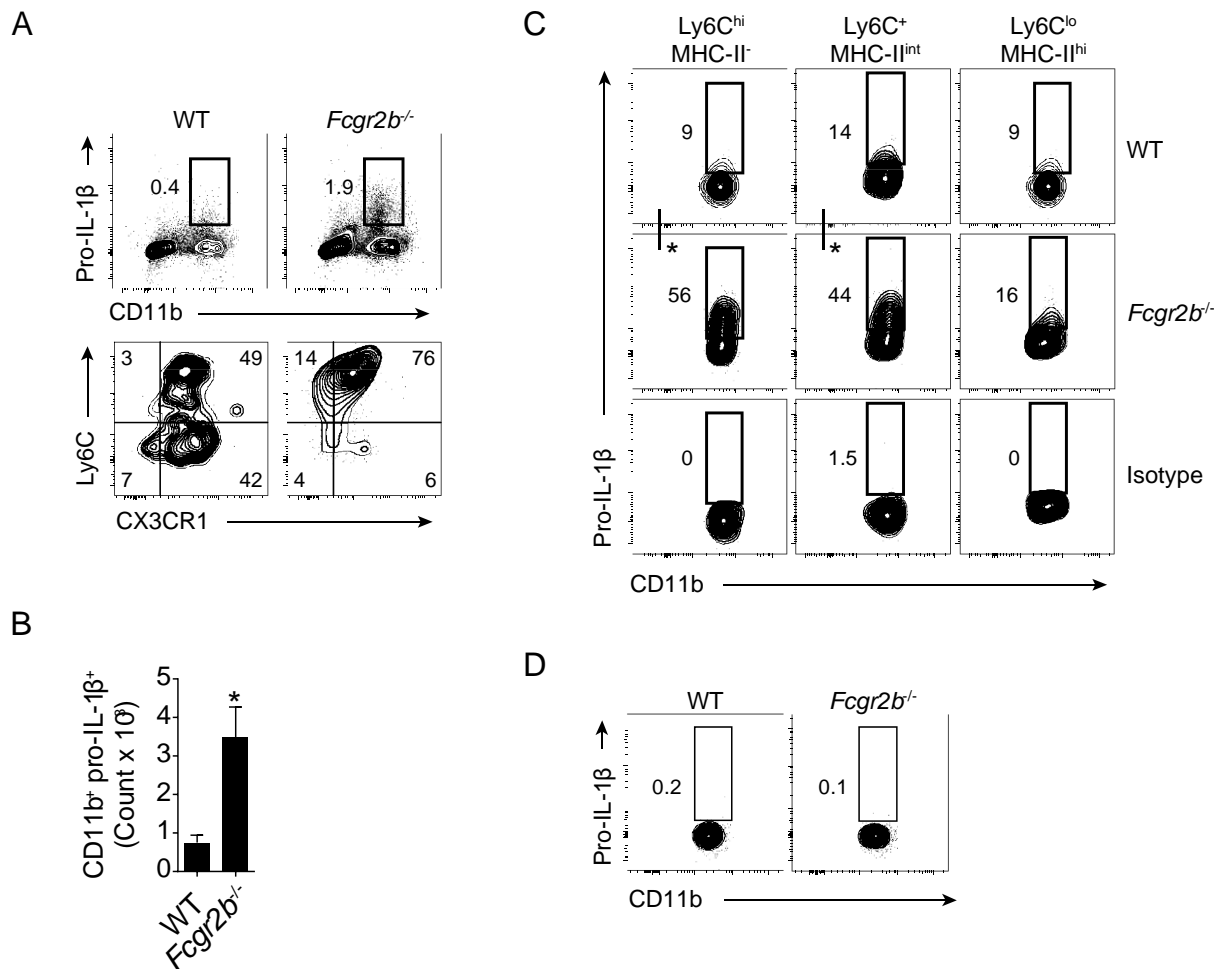 A
WT Fcgr2b-/-
Pro-IL-1β
0.4 1.9
CD11b
Ly6C
3 49 14 76
7 42 4 6
CX3CR1
B
CD11b+ pro-IL-1β+
(Count x 10³)
5
4
3
2
1
0
*
WT
Fcgr2b-/-
C
Ly6Chi Ly6C+ Ly6Clo
MHC-II- MHC-IIint MHC-IIhi
9 14 9 WT
* *
56 44 16 Fcgr2b-/-
0 1.5 0 Isotype
Pro-IL-1β
CD11b
D
WT Fcgr2b-/-
Pro-IL-1β
0.2 0.1
CD11b